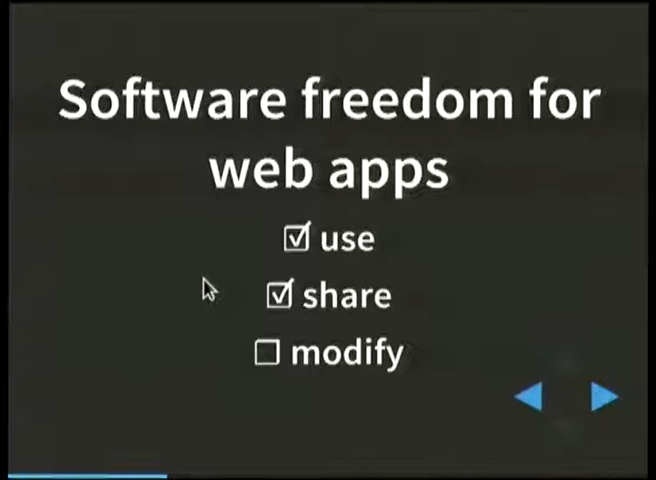 Software freedom for
web apps
☑ use
☑ share
☐ modify